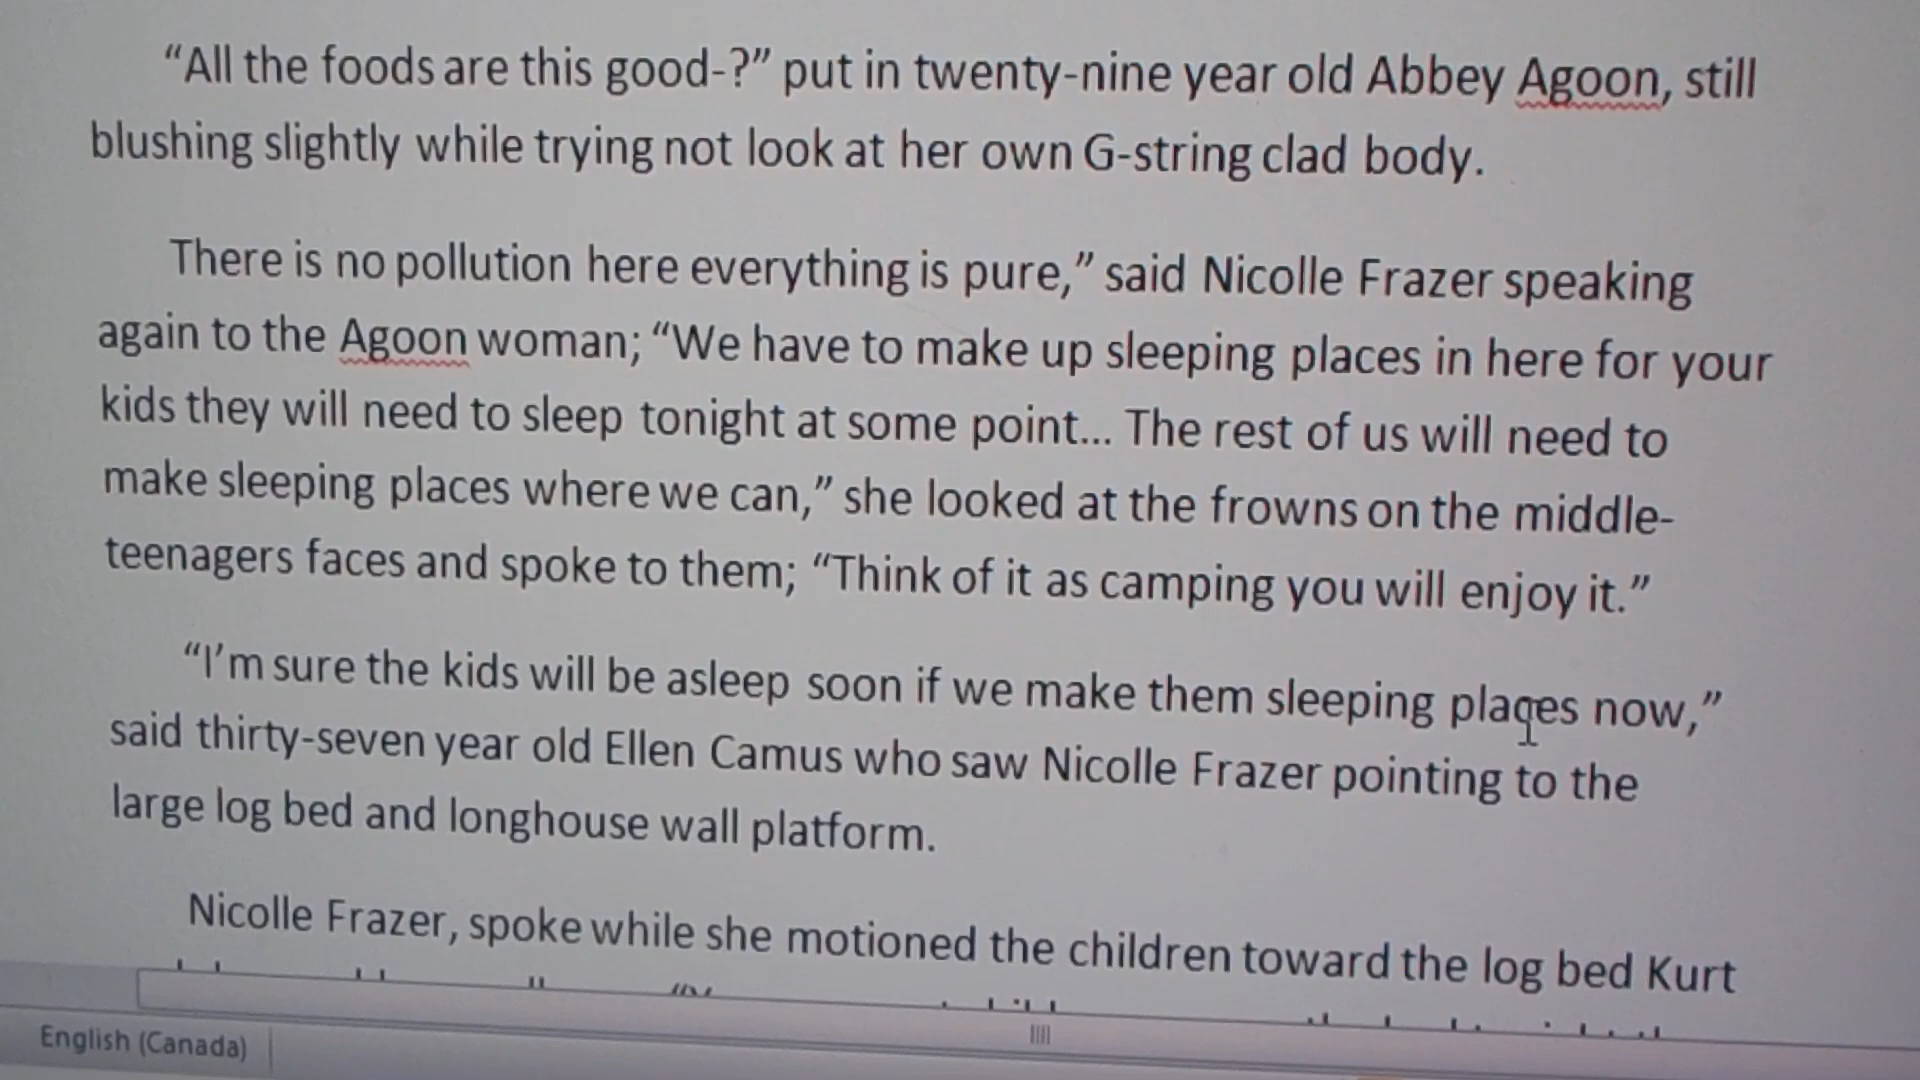 “All the foods are this good-?” put in twenty-nine year old Abbey Agoon, still
blushing slightly while trying not look at her own G-string clad body.
There is no pollution here everything is pure,” said Nicolle Frazer speaking
again to the Agoon woman; “We have to make up sleeping places in here for your
kids they will need to sleep tonight at some point... The rest of us will need to
make sleeping places where we can,” she looked at the frowns on the middle-
teenagers faces and spoke to them; “Think of it as camping you will enjoy it.”
“I’m sure the kids will be asleep soon if we make them sleeping places now,”
said thirty-seven year old Ellen Camus who saw Nicolle Frazer pointing to the
large log bed and longhouse wall platform.
Nicolle Frazer, spoke while she motioned the children toward the log bed Kurt
English (Canada)